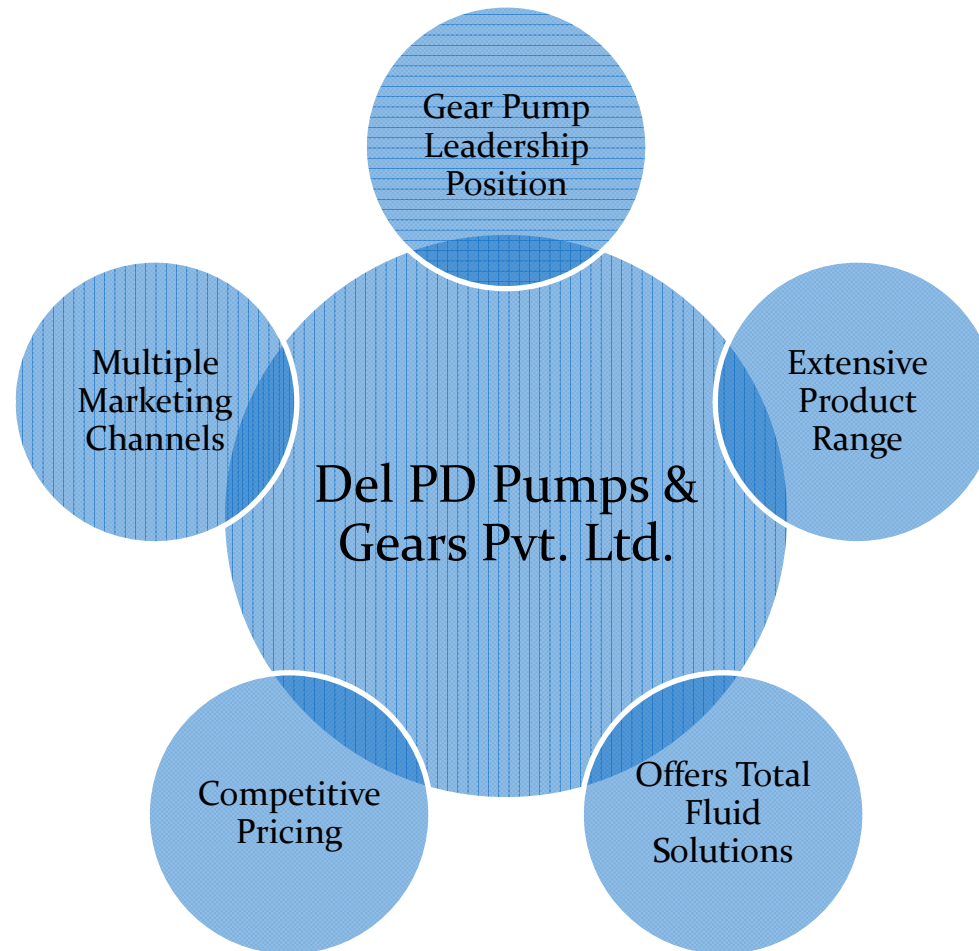 Gear Pump
Leadership
Position
Multiple
Marketing
Channels
Extensive
Product
Range
Del PD Pumps &
Gears Pvt. Ltd.
Competitive
Pricing
Offers Total
Fluid
Solutions